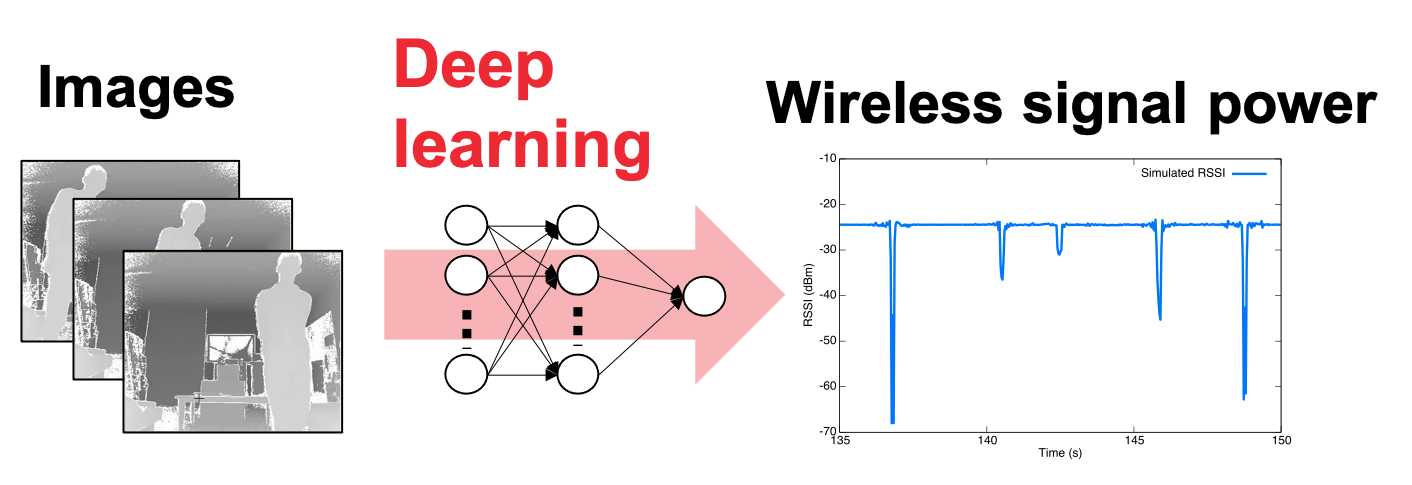 Images
Deep
learning
Wireless signal power
-10
-20
-30
-40
-50
-60
-70
RSSI (dBm)
Simulated RSSI
135
140
145
150
Time (s)